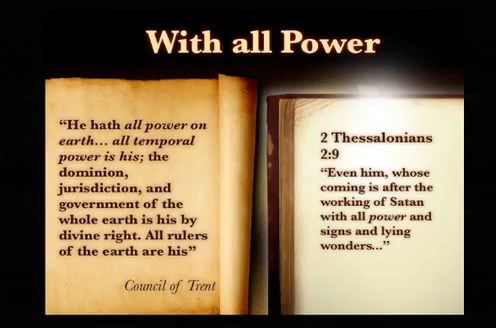 With all Power
“He hath all power on
earth... all temporal
power is his; the
dominion,
jurisdiction, and
government of the
whole earth is his by
divine right. All rulers
of the earth are his”
Council of Trent
2 Thessalonians
2:9
“Even him, whose
coming is after the
working of Satan
with all power and
signs and lying
wonders...”